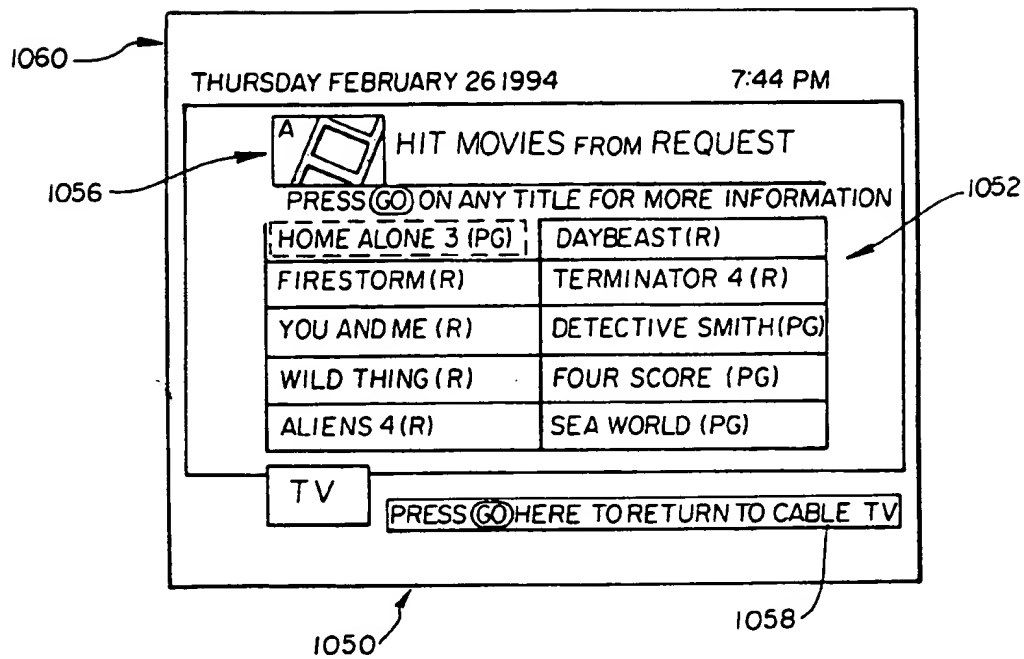 1060
THURSDAY FEBRUARY 26 1994 7:44 PM
A
HIT MOVIES FROM REQUEST
1056
1052
PRESS GO ON ANY TITLE FOR MORE INFORMATION
HOME ALONE 3 (PG) DAYBEAST(R)
FIRESTORM(R) TERMINATOR 4 (R)
YOU AND ME (R) DETECTIVE SMITH(PG)
WILD THING(R) FOUR SCORE (PG)
ALIENS 4(R) SEA WORLD (PG)
TV
PRESS GO HERE TO RETURN TO CABLE TV
1050
1058